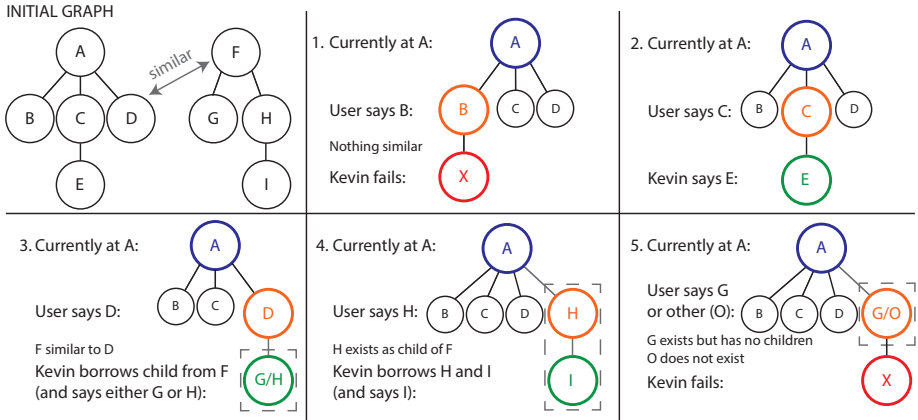 INITIAL GRAPH
A
F
similar
B
C
D
G
H
E
I
1. Currently at A:
A
User says B:
B
C
D
Nothing similar
Kevin fails:
X
2. Currently at A:
A
User says C:
B
C
D
Kevin says E:
E
3. Currently at A:
A
B
C
User says D:
D
F similar to D
Kevin borrows child from F
(and says either G or H):
G/H
4. Currently at A:
A
User says H:
B
C
D
H
H exists as child of F
Kevin borrows H and I
(and says I):
I
5. Currently at A:
A
User says G
or other (O):
B
C
D
G/O
G exists but has no children
O does not exist
Kevin fails:
X